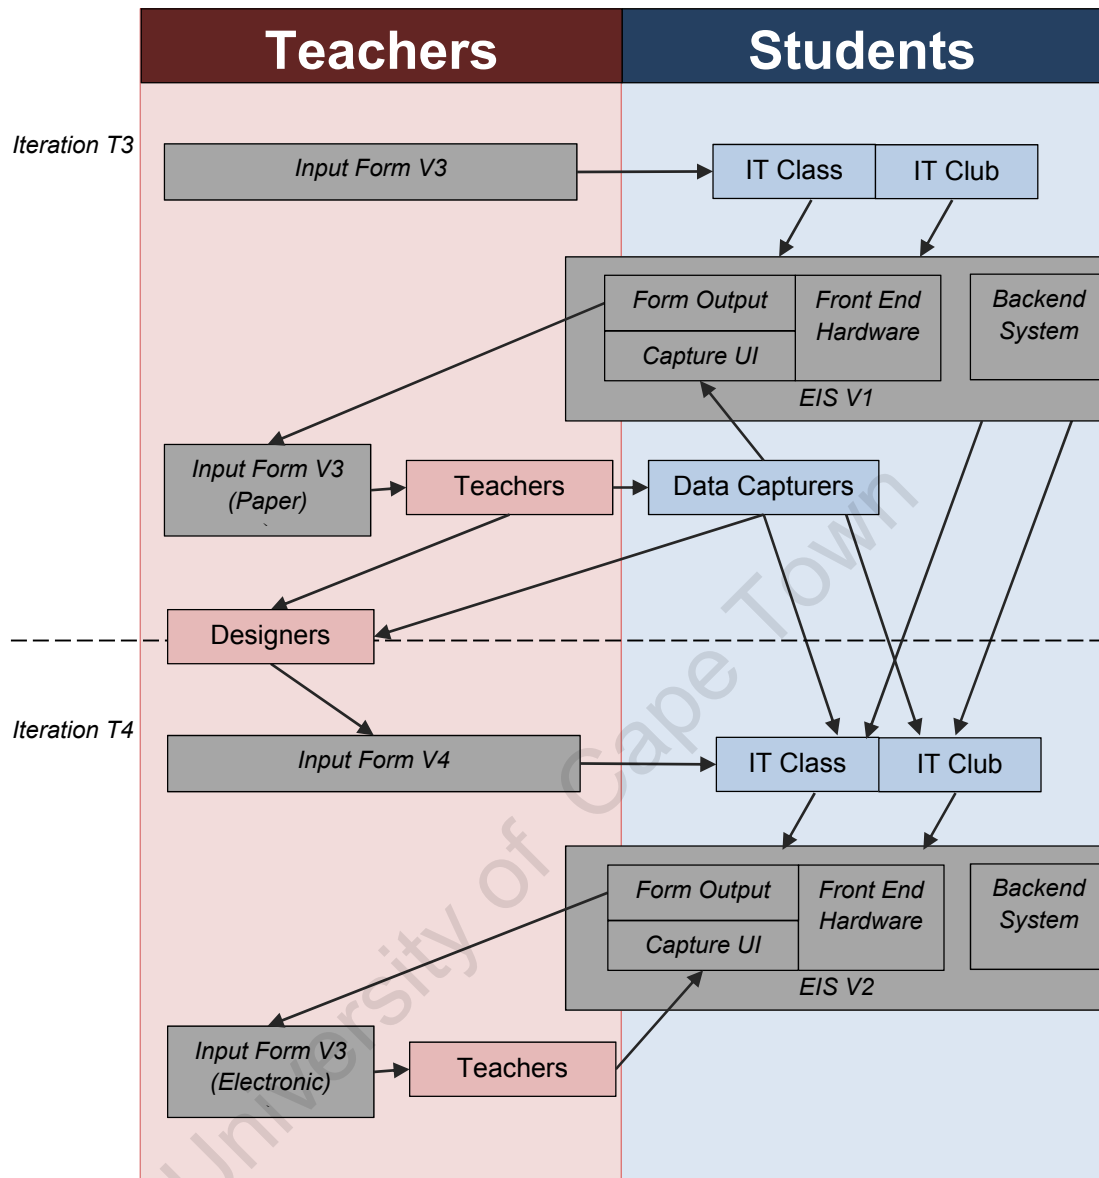 Teachers
Students
Iteration T3
Input Form V3
IT Class
IT Club
Form Output
Front End
Hardware
Backend
System
Capture UI
EIS V1
Input Form V3
(Paper)
Teachers
Data Capturers
Designers
Iteration T4
Input Form V4
IT Class
IT Club
Form Output
Front End
Hardware
Backend
System
Capture UI
EIS V2
Input Form V3
(Electronic)
Teachers
University of Cape Town